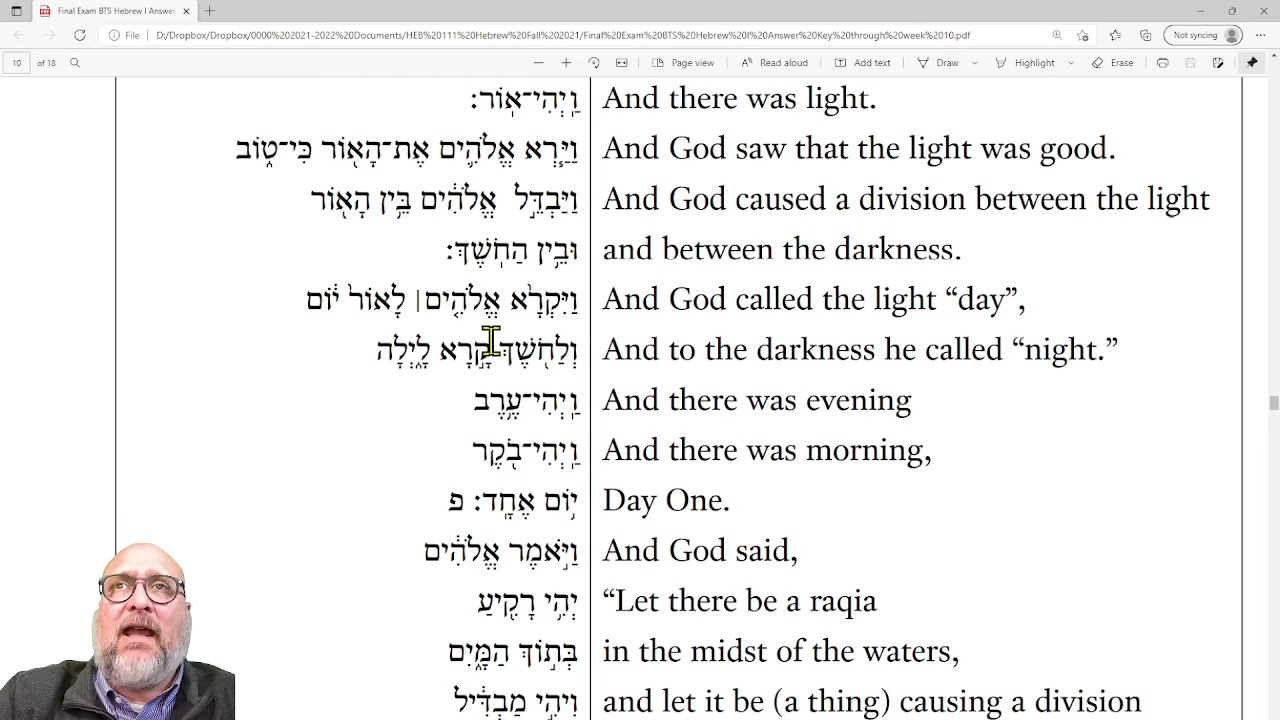 Final Exam BTS Hebrew I Answer
File D:/Dropbox/Dropbox/0000%202021-2022%20Documents/HEB%20111%20Hebrew%20Fall%202021/Final%20Exam%20BTS%20Hebrew%20I%20Answer%20Key%20through%20week%2010.pdf Not syncing
10 of 18 Page view Read aloud Add text Draw Highlight Erase
וַֽיְהִי־אֽוֹר׃ And there was light.
וַיַּ֧רְא אֱלֹהִ֛ים אֶת־הָא֖וֹר כִּי־ט֑וֹב And God saw that the light was good.
וַיַּבְדֵּ֣ל אֱלֹהִ֔ים בֵּ֥ין הָא֖וֹר And God caused a division between the light
וּבֵ֥ין הַחֹֽשֶׁךְ׃ and between the darkness.
וַיִּקְרָ֨א אֱלֹהִ֤ים׀ לָאוֹר֙ י֔וֹם And God called the light “day”,
וְלַחֹ֖שֶׁךְ קָ֣רָא לָ֑יְלָה And to the darkness he called “night.”
וַֽיְהִי־עֶ֥רֶב And there was evening
וַֽיְהִי־בֹ֖קֶר And there was morning,
י֥וֹם אֶחָֽד׃ פ Day One.
וַיֹּ֣אמֶר אֱלֹהִ֔ים And God said,
יְהִ֥י רָקִ֖יעַ “Let there be a raqia
בְּת֣וֹךְ הַמָּ֑יִם in the midst of the waters,
וִיהִ֣י מַבְדִּ֔יל and let it be (a thing) causing a division